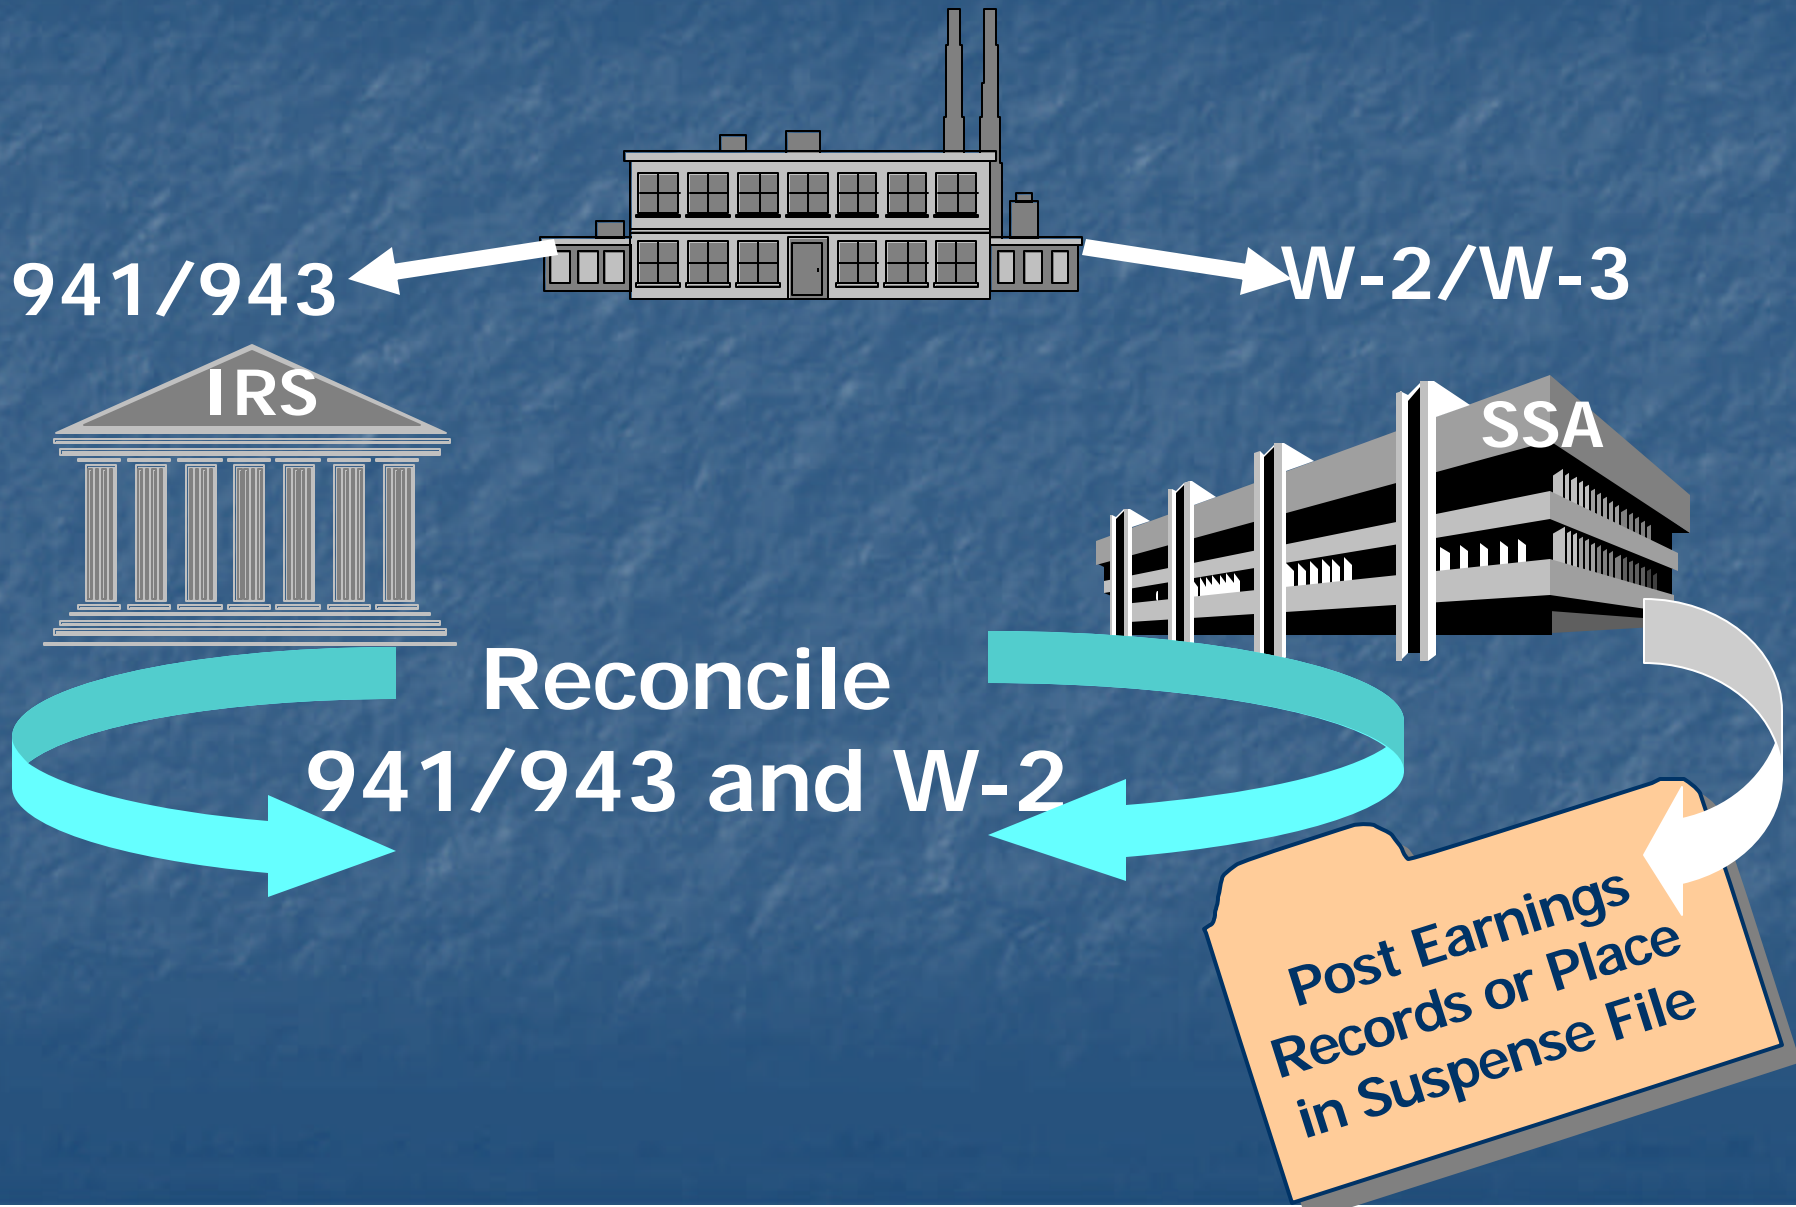 941/943
W-2/W-3
IRS
SSA
Reconcile
941/943 and W-2
Post Earnings
Records or Place
in Suspense File